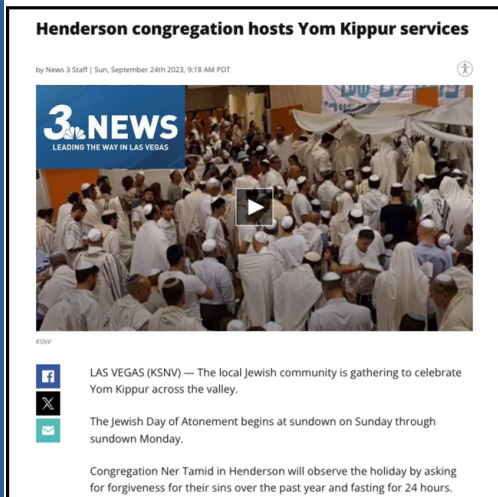 Henderson congregation hosts Yom Kippur services
by News 3 Staff | Sun, September 24th 2023, 9:18 AM PDT
3 NEWS
LEADING THE WAY IN LAS VEGAS
KSNV
LAS VEGAS (KSNV) — The local Jewish community is gathering to celebrate
Yom Kippur across the valley.
The Jewish Day of Atonement begins at sundown on Sunday through
sundown Monday.
Congregation Ner Tamid in Henderson will observe the holiday by asking
for forgiveness for their sins over the past year and fasting for 24 hours.